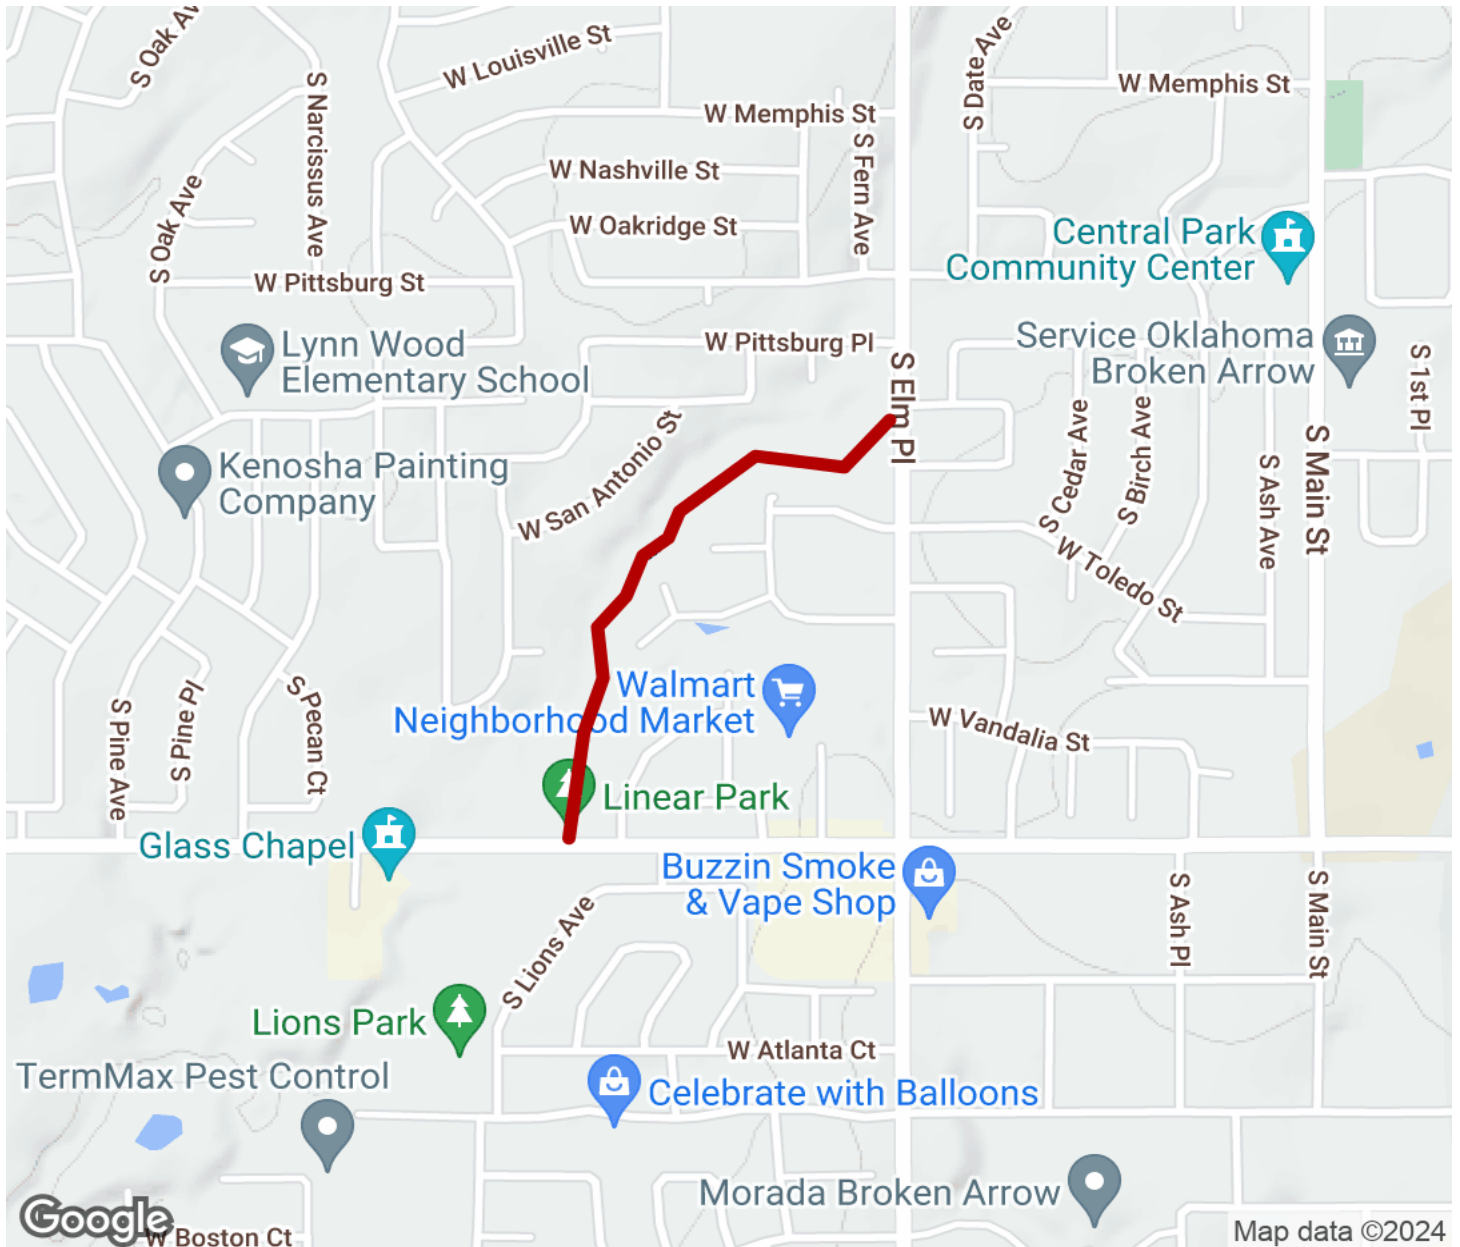 S Oak Av
W Louisville St
S Narcissus Ave
S Date Ave
W Memphis St
W Memphis St
S Fern Ave
W Nashville St
S Oak Ave
W Oakridge St
Central Park
Community Center
W Pittsburg St
W Pittsburg Pl
Service Oklahoma
Broken Arrow
Lynn Wood
Elementary School
S Elm Pl
S 1st Pl
W San Antonio St
S Cedar Ave
S Birch Ave
S Main St
Kenosha Painting
Company
S Ash Ave
W Toledo St
S Pecan Ct
S Pine Pl
S Pine Ave
Walmart
Neighborhood Market
W Vandalia St
Linear Park
Glass Chapel
Buzzin Smoke
& Vape Shop
S Ash Pl
S Main St
S Lions Ave
Lions Park
W Atlanta Ct
TermMax Pest Control
Celebrate with Balloons
Morada Broken Arrow
Google
W Boston Ct
Map data ©2024